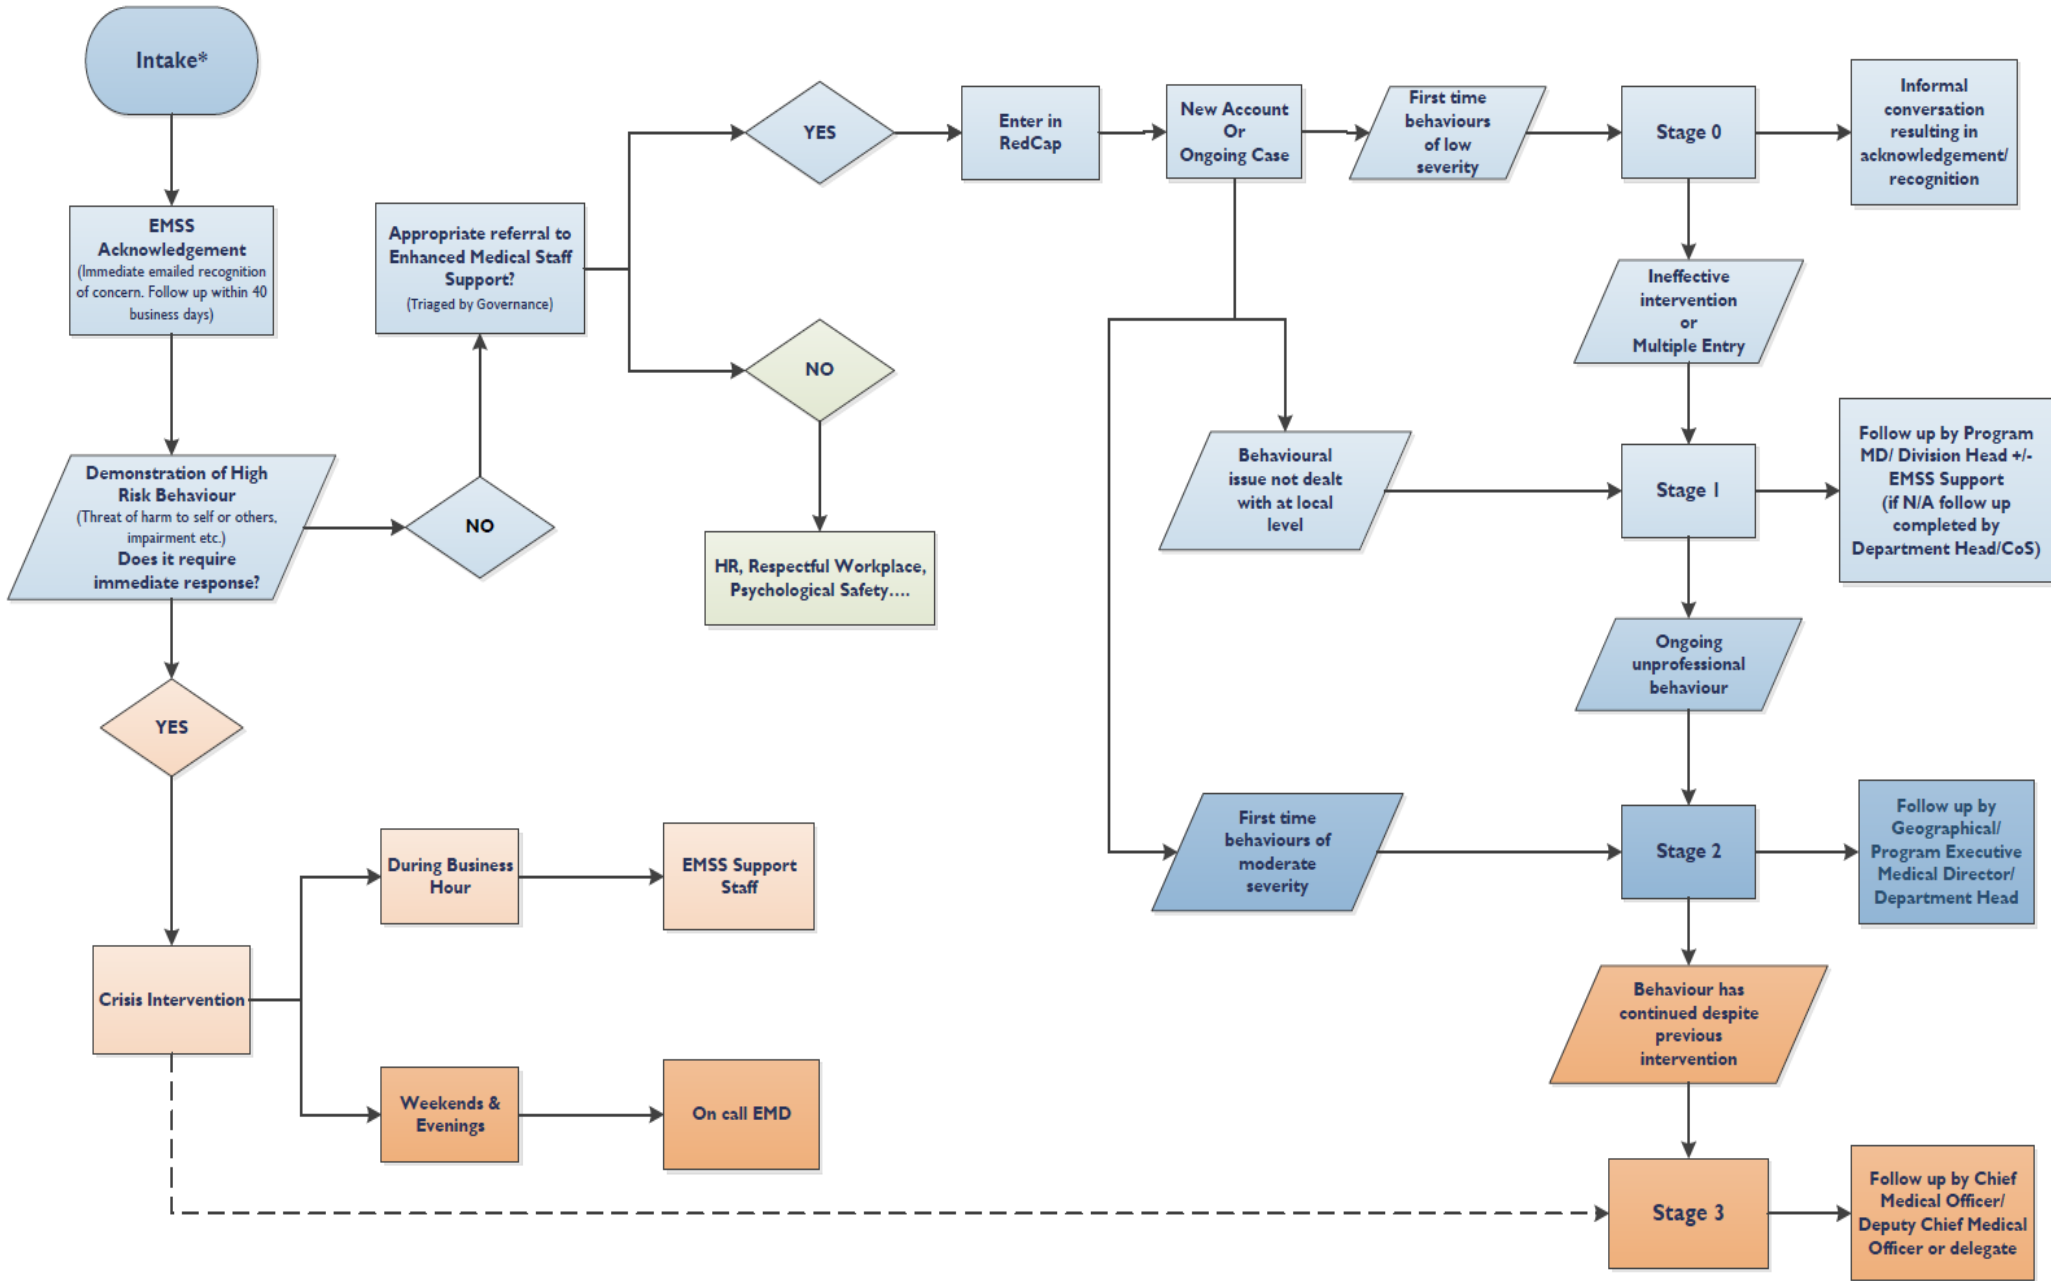 Intake*
EMSS
Acknowledgement
(Immediate emailed recognition
of concern. Follow up within 40
business days)
Demonstration of High
Risk Behaviour
(Threat of harm to self or others,
impairment etc.)
Does it require
immediate response?
NO
Appropriate referral to
Enhanced Medical Staff
Support?
(Triaged by Governance)
YES
NO
HR, Respectful Workplace,
Psychological Safety....
Enter in
RedCap
New Account
Or
Ongoing Case
First time
behaviours
of low
severity
Stage 0
Informal
conversation
resulting in
acknowledgement/
recognition
Ineffective
intervention
or
Multiple Entry
Behavioural
issue not dealt
with at local
level
Stage 1
Follow up by Program
MD/ Division Head +/-
EMSS Support
(if N/A follow up
completed by
Department Head/CoS)
Ongoing
unprofessional
behaviour
First time
behaviours of
moderate
severity
Stage 2
Follow up by
Geographical/
Program Executive
Medical Director/
Department Head
Behaviour has
continued despite
previous
intervention
Stage 3
Follow up by Chief
Medical Officer/
Deputy Chief Medical
Officer or delegate
YES
Crisis Intervention
During Business
Hour
EMSS Support
Staff
Weekends &
Evenings
On call EMD